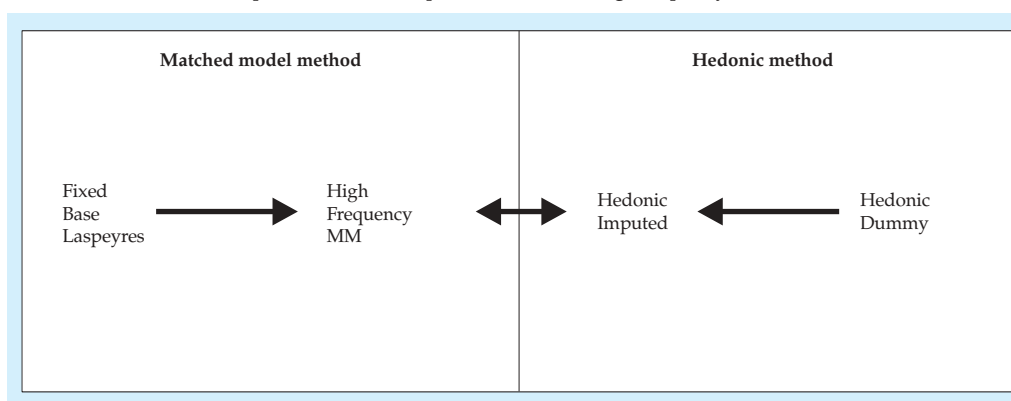 Matched model method
Hedonic method
Fixed
Base
Laspeyres
High
Frequency
MM
Hedonic
Imputed
Hedonic
Dummy